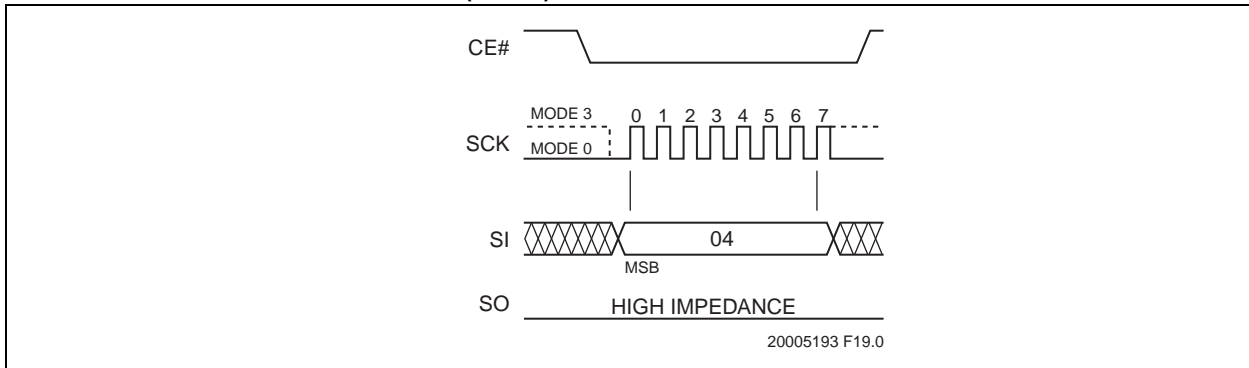 CE#
MODE 3
0 1 2 3 4 5 6 7
SCK
MODE 0
SI
04
MSB
SO
HIGH IMPEDANCE
20005193 F19.0